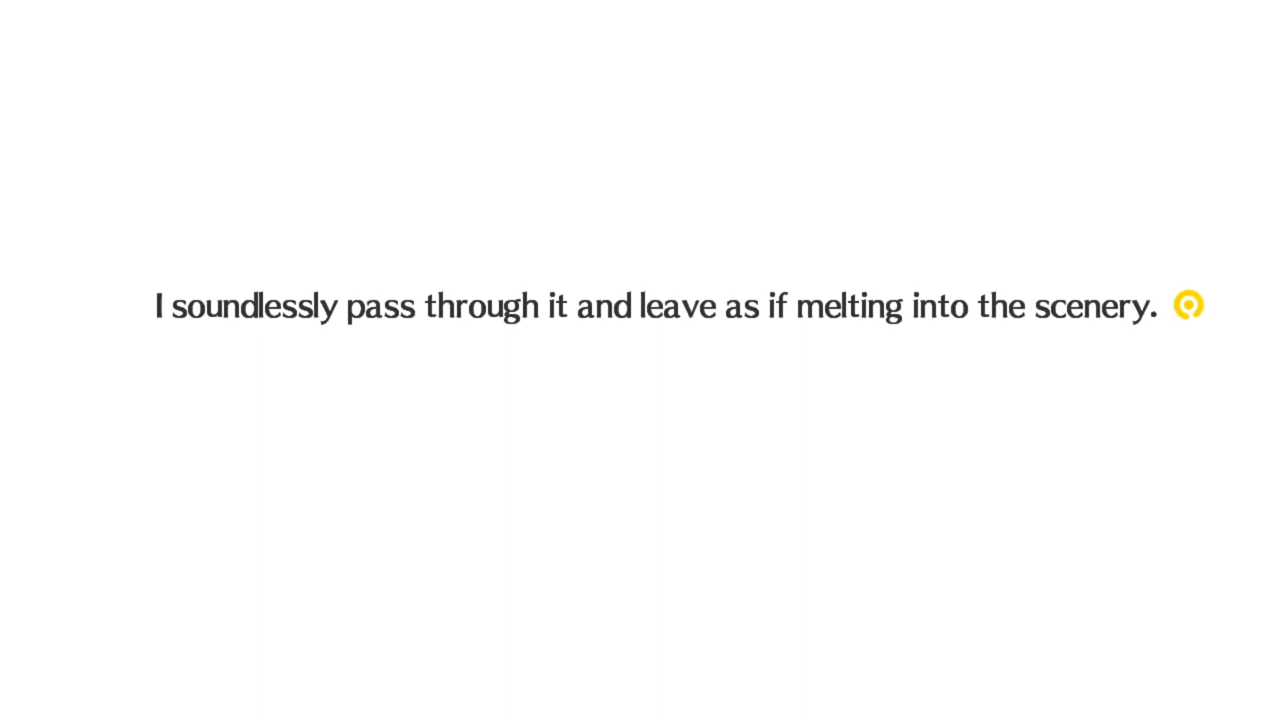 I soundlessly pass through it and leave as if melting into the scenery.